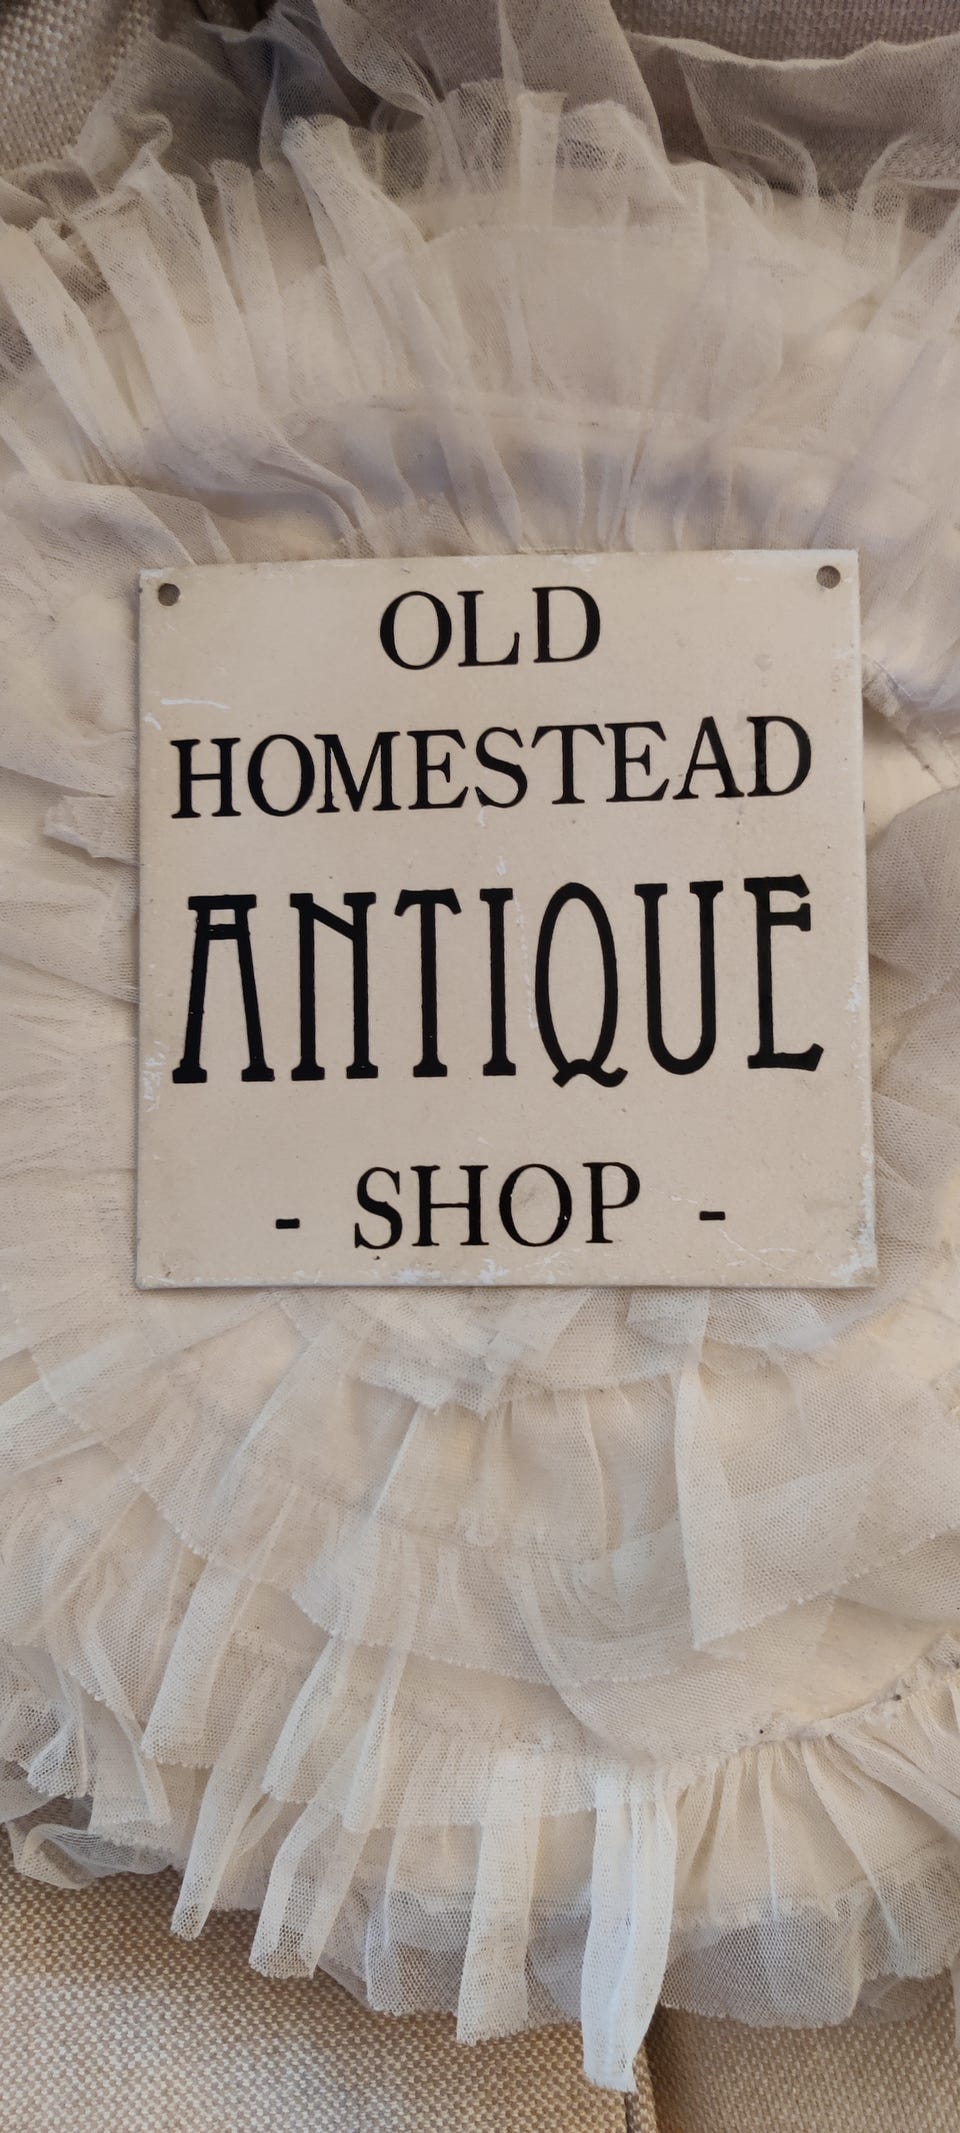 OLD
HOMESTEAD
ANTIQUE
- SHOP -